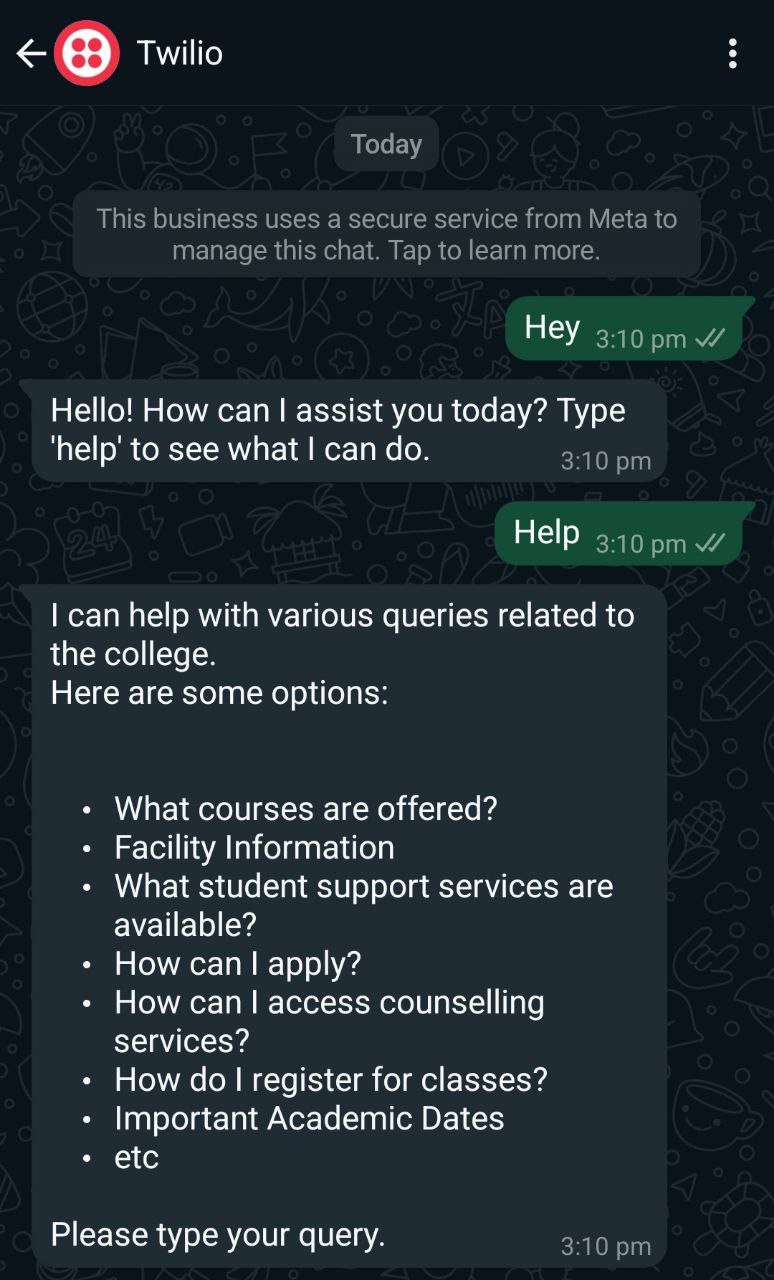 Twilio
Today
This business uses a secure service from Meta to
manage this chat. Tap to learn more.
Hey 3:10 pm
Hello! How can I assist you today? Type
'help' to see what I can do.
3:10 pm
Help 3:10 pm
I can help with various queries related to
the college.
Here are some options:
• What courses are offered?
• Facility Information
• What student support services are
available?
• How can I apply?
• How can I access counselling
services?
• How do I register for classes?
• Important Academic Dates
• etc
Please type your query.
3:10 pm